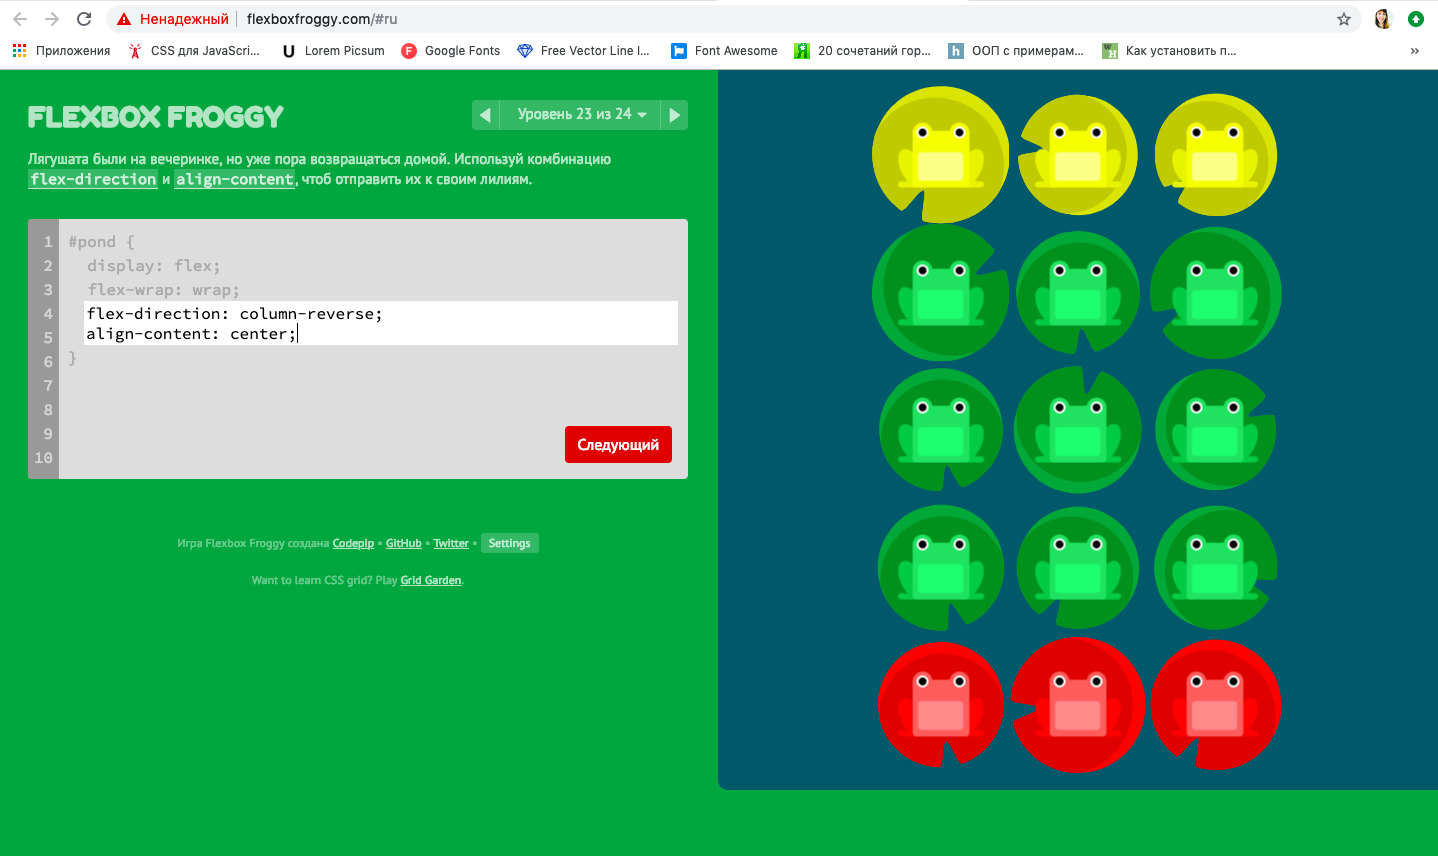 Ненадежный
flexboxfroggy.com/#ru
Приложения
CSS для JavaScri...
Lorem Picsum
Google Fonts
Free Vector Line I...
Font Awesome
20 сочетаний гор...
ООП с примерам...
Как установить п...
»
FLEXBOX FROGGY
Уровень 23 из 24
Лягушата были на вечеринке, но уже пора возвращаться домой. Используй комбинацию
flex-direction и align-content, чтоб отправить их к своим лилиям.
1 #pond {
2 display: flex;
3 flex-wrap: wrap;
4 flex-direction: column-reverse;
5 align-content: center;
6 }
7
8
9
10
Следующий
Игра Flexbox Froggy создана Codepip • GitHub • Twitter • Settings
Want to learn CSS grid? Play Grid Garden.